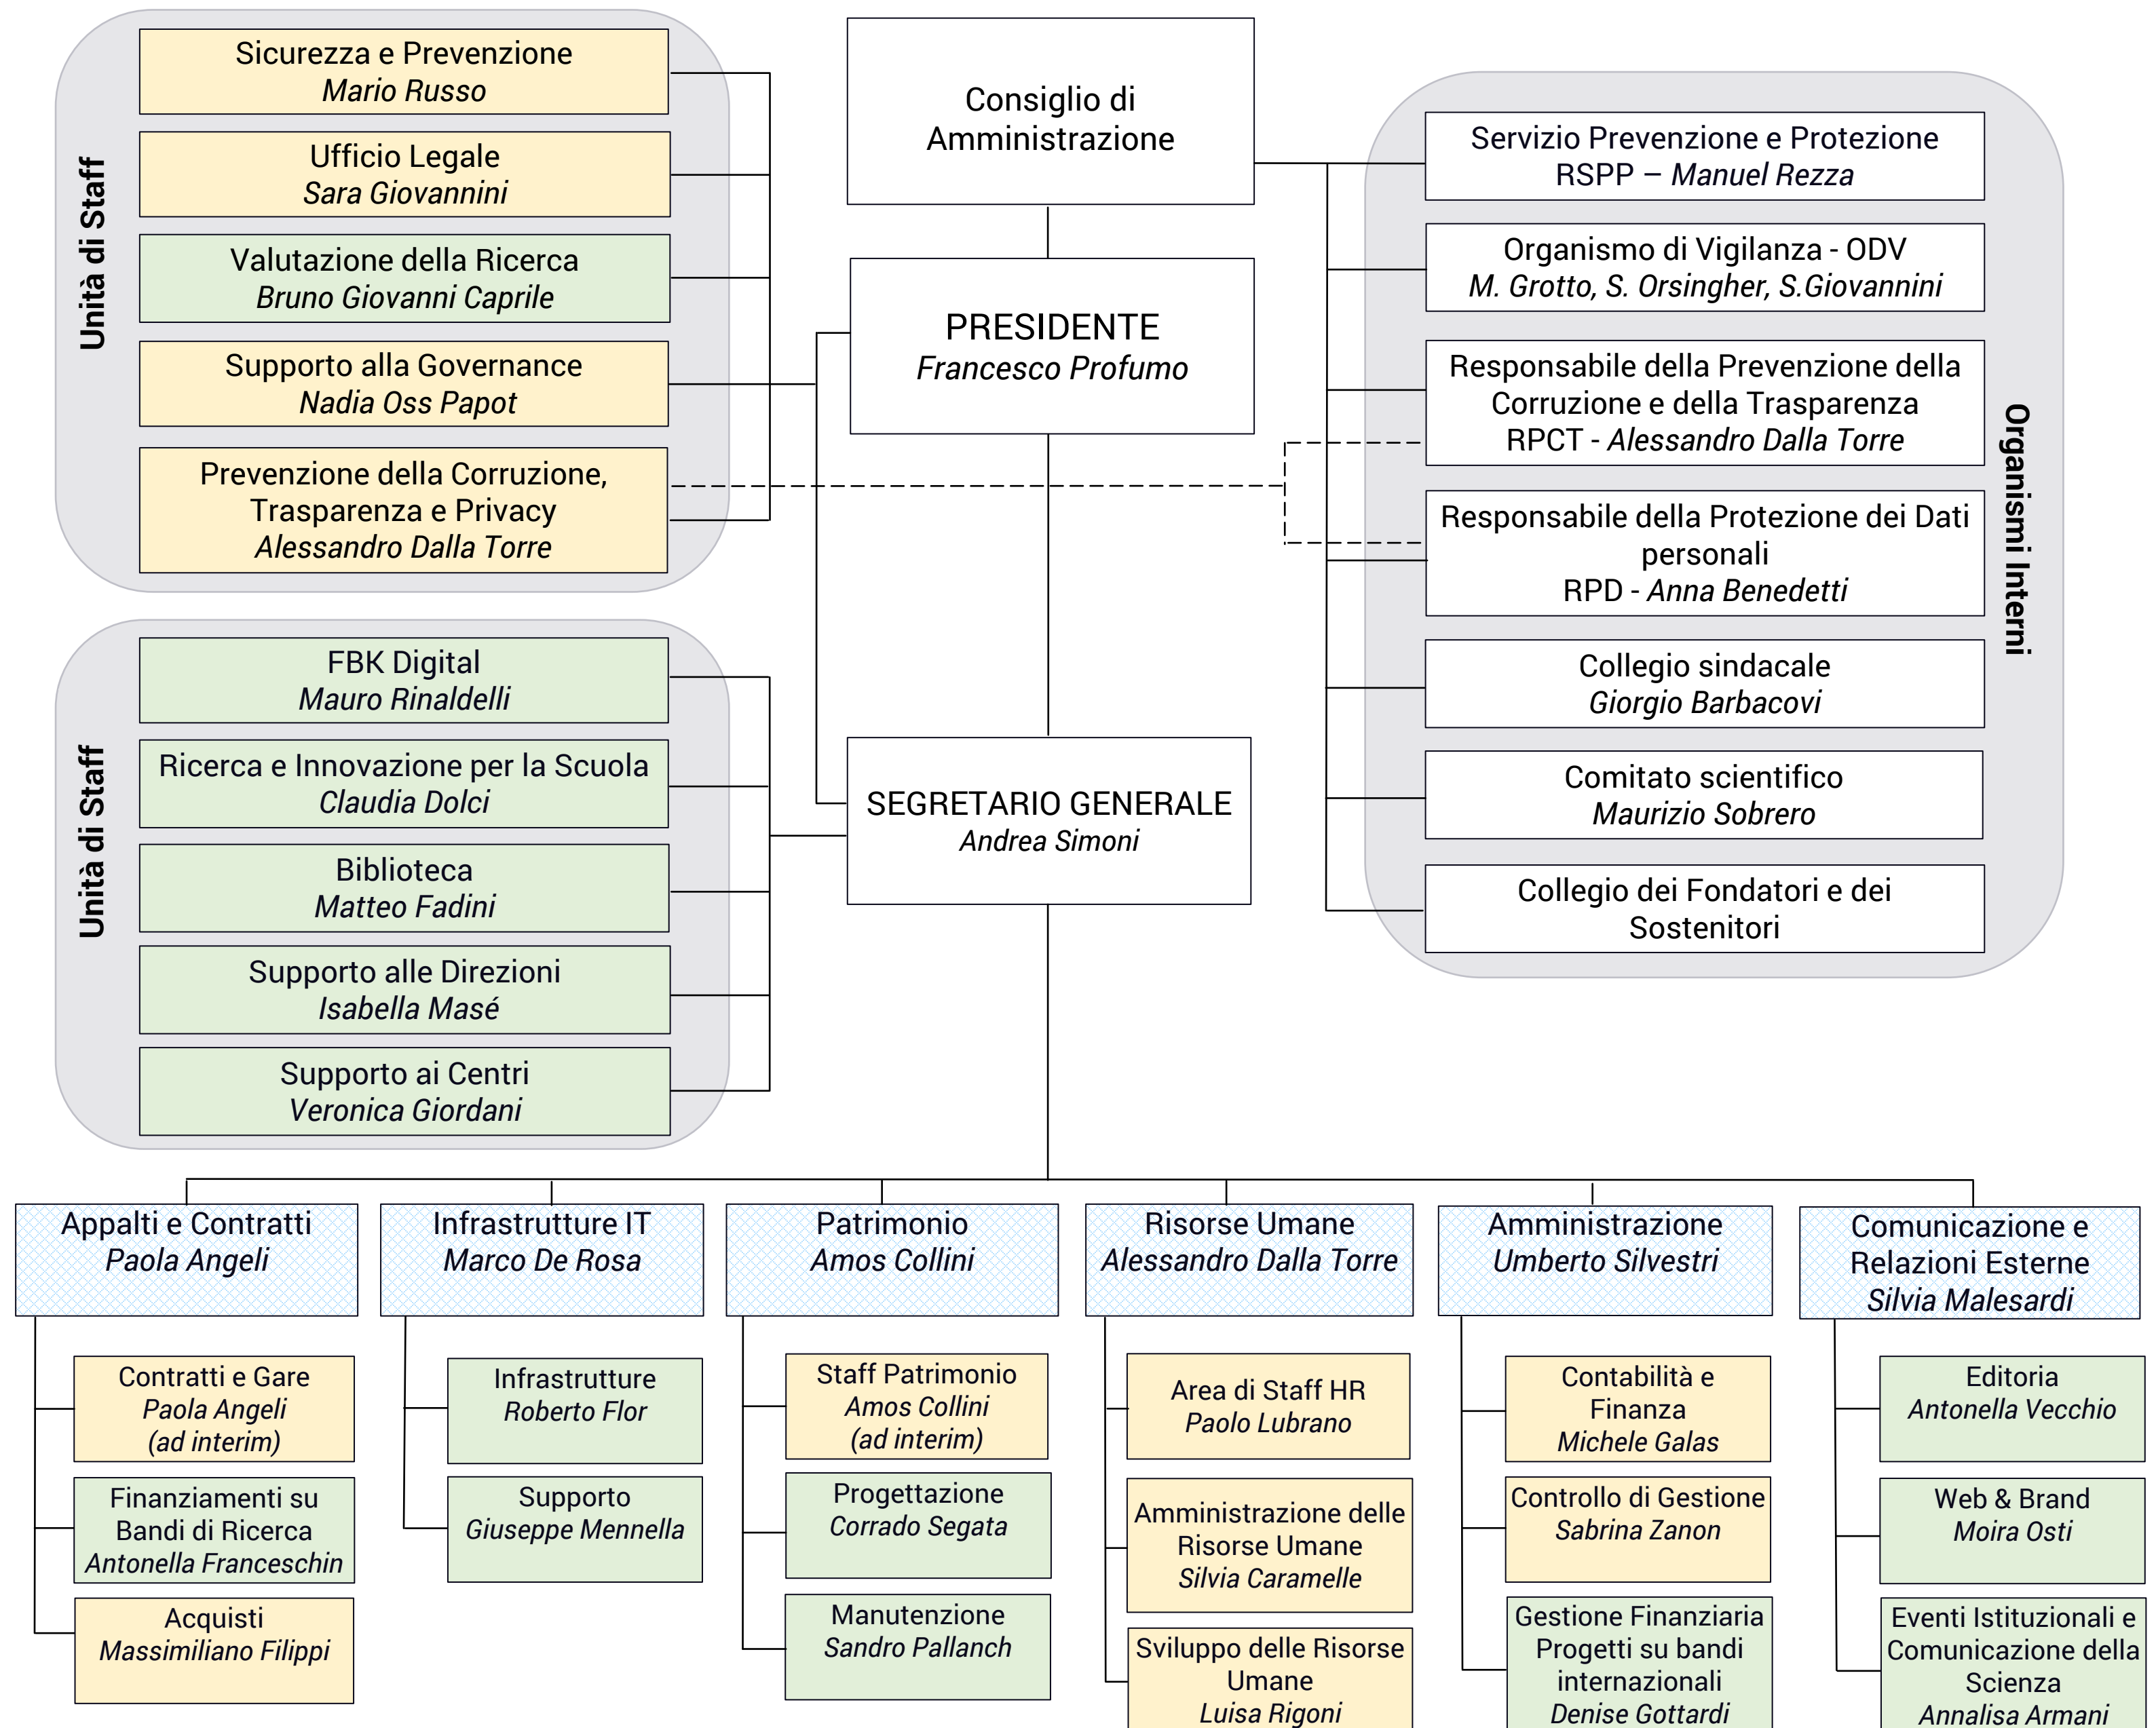 Unità di Staff
Sicurezza e Prevenzione
Mario Russo
Ufficio Legale
Sara Giovannini
Valutazione della Ricerca
Bruno Giovanni Caprile
Supporto alla Governance
Nadia Oss Papot
Prevenzione della Corruzione,
Trasparenza e Privacy
Alessandro Dalla Torre
Unità di Staff
FBK Digital
Mauro Rinaldelli
Ricerca e Innovazione per la Scuola
Claudia Dolci
Biblioteca
Matteo Fadini
Supporto alle Direzioni
Isabella Masé
Supporto ai Centri
Veronica Giordani
Consiglio di
Amministrazione
PRESIDENTE
Francesco Profumo
SEGRETARIO GENERALE
Andrea Simoni
Organismi Interni
Servizio Prevenzione e Protezione
RSPP – Manuel Rezza
Organismo di Vigilanza - ODV
M. Grotto, S. Orsingher, S.Giovannini
Responsabile della Prevenzione della
Corruzione e della Trasparenza
RPCT - Alessandro Dalla Torre
Responsabile della Protezione dei Dati
personali
RPD - Anna Benedetti
Collegio sindacale
Giorgio Barbacovi
Comitato scientifico
Maurizio Sobrero
Collegio dei Fondatori e dei
Sostenitori
Appalti e Contratti
Paola Angeli
Contratti e Gare
Paola Angeli
(ad interim)
Finanziamenti su
Bandi di Ricerca
Antonella Franceschin
Acquisti
Massimiliano Filippi
Infrastrutture IT
Marco De Rosa
Infrastrutture
Roberto Flor
Supporto
Giuseppe Mennella
Patrimonio
Amos Collini
Staff Patrimonio
Amos Collini
(ad interim)
Progettazione
Corrado Segata
Manutenzione
Sandro Pallanch
Risorse Umane
Alessandro Dalla Torre
Area di Staff HR
Paolo Lubrano
Amministrazione delle
Risorse Umane
Silvia Caramelle
Sviluppo delle Risorse
Umane
Luisa Rigoni
Amministrazione
Umberto Silvestri
Contabilità e
Finanza
Michele Galas
Controllo di Gestione
Sabrina Zanon
Gestione Finanziaria
Progetti su bandi
internazionali
Denise Gottardi
Comunicazione e
Relazioni Esterne
Silvia Malesardi
Editoria
Antonella Vecchio
Web & Brand
Moira Osti
Eventi Istituzionali e
Comunicazione della
Scienza
Annalisa Armani